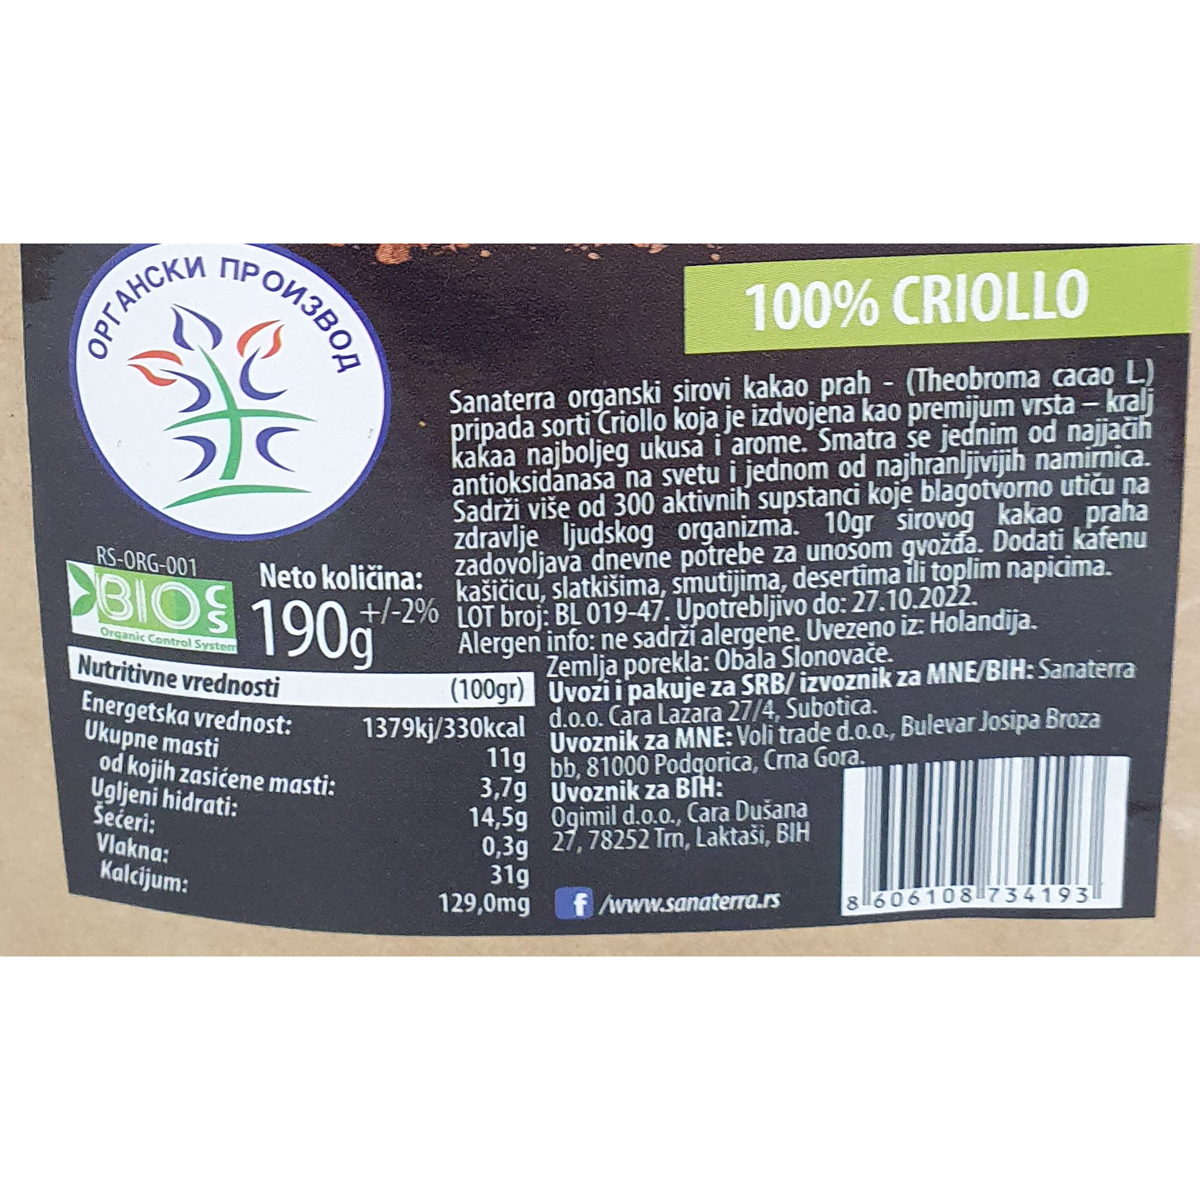 ОРГАНСКИ ПРОИЗВОД
100% CRIOLLO
Sanaterra organski sirovi kakao prah - (Theobroma cacao L.)
pripada sorti Criollo koja je izdvojena kao premijum vrsta – kralj
kakaa najboljeg ukusa i arome. Smatra se jednim od najjačih
antioksidanasa na svetu i jednom od najhranljivijih namirnica.
Sadrži više od 300 aktivnih supstanci koje blagotvorno utiču na
zdravlje ljudskog organizma. 10gr sirovog kakao praha
zadovoljava dnevne potrebe za unosom gvožđa. Dodati kafenu
kašičicu, slatkišima, smutijima, desertima ili toplim napicima.
LOT broj: BL 019-47. Upotrebljivo do: 27.10.2022.
Alergen info: ne sadrži alergene. Uvezeno iz: Holandija.
Zemlja porekla: Obala Slonovače.
Uvozi i pakuje za SRB/ izvoznik za MNE/BIH: Sanaterra
d.o.o. Cara Lazara 27/4, Subotica.
Uvoznik za MNE: Voli trade d.o.o., Bulevar Josipa Broza
bb, 81000 Podgorica, Crna Gora.
Uvoznik za BIH:
Ogimil d.o.o., Cara Dušana
27, 78252 Trn, Laktaši, BIH
/www.sanaterra.rs
8 606108 734193
RS-ORG-001
BIO CS
Organic Control System
Neto količina:
190g +/-2%
Nutritivne vrednosti (100gr)
Energetska vrednost: 1379kj/330kcal
Ukupne masti 11g
od kojih zasićene masti: 3,7g
Ugljeni hidrati: 14,5g
Šećeri: 0,3g
Vlakna: 31g
Kalcijum: 129,0mg